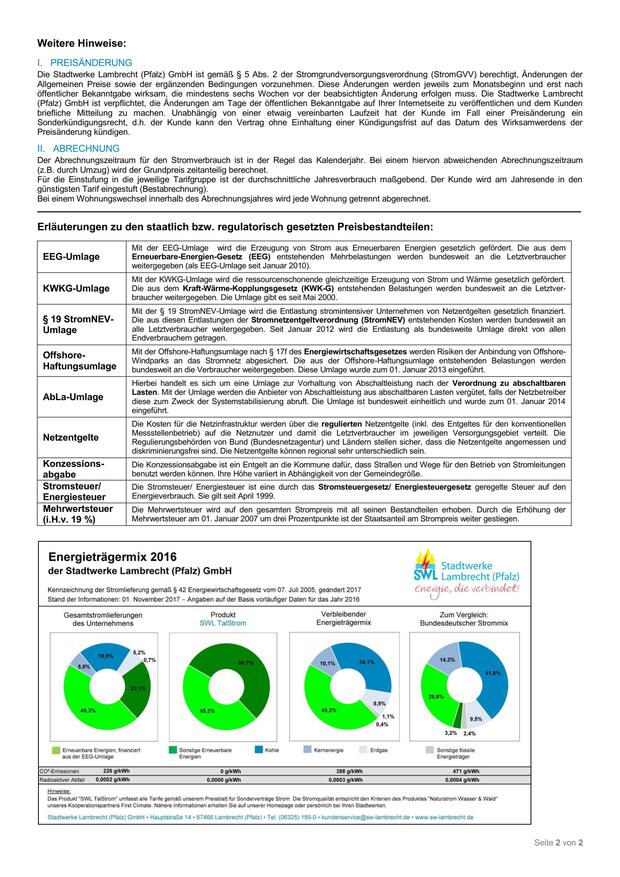 Weitere Hinweise:
I. PREISÄNDERUNG
Die Stadtwerke Lambrecht (Pfalz) GmbH ist gemäß § 5 Abs. 2 der Stromgrundversorgungsverordnung (StromGVV) berechtigt, Änderungen der
Allgemeinen Preise sowie der ergänzenden Bedingungen vorzunehmen. Diese Änderungen werden jeweils zum Monatsbeginn und erst nach
öffentlicher Bekanntgabe wirksam, die mindestens sechs Wochen vor der beabsichtigten Änderung erfolgen muss. Die Stadtwerke Lambrecht
(Pfalz) GmbH ist verpflichtet, die Änderungen am Tage der öffentlichen Bekanntgabe auf Ihrer Internetseite zu veröffentlichen und dem Kunden
briefliche Mitteilung zu machen. Unabhängig von einer etwaig vereinbarten Laufzeit hat der Kunde im Fall einer Preisänderung ein
Sonderkündigungsrecht, d.h. der Kunde kann den Vertrag ohne Einhaltung einer Kündigungsfrist auf das Datum des Wirksamwerdens der
Preisänderung kündigen.
II. ABRECHNUNG
Der Abrechnungszeitraum für den Stromverbrauch ist in der Regel das Kalenderjahr. Bei einem hiervon abweichenden Abrechnungszeitraum
(z.B. durch Umzug) wird der Grundpreis zeitanteilig berechnet.
Für die Einstufung in die jeweilige Tarifgruppe ist der durchschnittliche Jahresverbrauch maßgebend. Der Kunde wird am Jahresende in den
günstigsten Tarif eingestuft (Bestabrechnung).
Bei einem Wohnungswechsel innerhalb des Abrechnungsjahres wird jede Wohnung getrennt abgerechnet.
Erläuterungen zu den staatlich bzw. regulatorisch gesetzten Preisbestandteilen:
EEG-Umlage
Mit der EEG-Umlage wird die Erzeugung von Strom aus Erneuerbaren Energien gesetzlich gefördert. Die aus dem
Erneuerbare-Energien-Gesetz (EEG) entstehenden Mehrbelastungen werden bundesweit an die Letztverbraucher
weitergegeben (als EEG-Umlage seit Januar 2010).
KWKG-Umlage
Mit der KWKG-Umlage wird die ressourcenschonende gleichzeitige Erzeugung von Strom und Wärme gesetzlich gefördert.
Die aus dem Kraft-Wärme-Kopplungsgesetz (KWK-G) entstehenden Belastungen werden bundesweit an die Letztver-
braucher weitergegeben. Die Umlage gibt es seit Mai 2000.
§ 19 StromNEV-
Umlage
Mit der § 19 StromNEV-Umlage wird die Entlastung stromintensiver Unternehmen von Netzentgelten gesetzlich finanziert.
Die aus diesen Entlastungen der Stromnetzentgeltverordnung (StromNEV) entstehenden Kosten werden bundesweit an
alle Letztverbraucher weitergegeben. Seit Januar 2012 wird die Entlastung als bundesweite Umlage direkt von allen
Endverbrauchern getragen.
Offshore-
Haftungsumlage
Mit der Offshore-Haftungsumlage nach § 17f des Energiewirtschaftsgesetzes werden Risiken der Anbindung von Offshore-
Windparks an das Stromnetz abgesichert. Die aus der Offshore-Haftungsumlage entstehenden Belastungen werden
bundesweit an die Verbraucher weitergegeben. Diese Umlage wurde zum 01. Januar 2013 eingeführt.
AbLa-Umlage
Hierbei handelt es sich um eine Umlage zur Vorhaltung von Abschaltleistung nach der Verordnung zu abschaltbaren
Lasten. Mit der Umlage werden die Anbieter von Abschaltleistung aus abschaltbaren Lasten vergütet, falls der Netzbetreiber
diese zum Zweck der Systemstabilisierung abruft. Die Umlage ist bundesweit einheitlich und wurde zum 01. Januar 2014
eingeführt.
Netzentgelte
Die Kosten für die Netzinfrastruktur werden über die regulierten Netzentgelte (inkl. des Entgeltes für den konventionellen
Messstellenbetrieb) auf die Netznutzer und damit die Letztverbraucher im jeweiligen Versorgungsgebiet verteilt. Die
Regulierungsbehörden von Bund (Bundesnetzagentur) und Ländern stellen sicher, dass die Netzentgelte angemessen und
diskriminierungsfrei sind. Die Netzentgelte können regional sehr unterschiedlich sein.
Konzessions-
abgabe
Die Konzessionsabgabe ist ein Entgelt an die Kommune dafür, dass Straßen und Wege für den Betrieb von Stromleitungen
benutzt werden können. Ihre Höhe variiert in Abhängigkeit von der Gemeindegröße.
Stromsteuer/
Energiesteuer
Die Stromsteuer/ Energiesteuer ist eine durch das Stromsteuergesetz/ Energiesteuergesetz geregelte Steuer auf den
Energieverbrauch. Sie gilt seit April 1999.
Mehrwertsteuer
(i.H.v. 19 %)
Die Mehrwertsteuer wird auf den gesamten Strompreis mit all seinen Bestandteilen erhoben. Durch die Erhöhung der
Mehrwertsteuer am 01. Januar 2007 um drei Prozentpunkte ist der Staatsanteil am Strompreis weiter gestiegen.
Energieträgermix 2016
der Stadtwerke Lambrecht (Pfalz) GmbH
SWL Stadtwerke
Lambrecht (Pfalz)
energie, die verbindet!
Kennzeichnung der Stromlieferung gemäß § 42 Energiewirtschaftsgesetz vom 07. Juli 2005, geändert 2017
Stand der Informationen: 01. November 2017 – Angaben auf der Basis vorläufiger Daten für das Jahr 2016
Gesamtstromlieferungen
des Unternehmens
Produkt
SWL TalStrom
Verbleibender
Energieträgermix
Zum Vergleich:
Bundesdeutscher Strommix
5,9% 19,8% 5,2% 0,7% 23,1% 45,3%
54,7% 45,3%
10,1% 34,1% 8,9% 1,1% 0,4% 45,3%
14,3% 41,8% 9,5% 2,4% 3,2% 28,8%
Erneuerbare Energien, finanziert
aus der EEG-Umlage
Sonstige Erneuerbare
Energien
Kohle
Kernenergie
Erdgas
Sonstige fossile
Energieträger
CO²-Emissionen 226 g/kWh 0 g/kWh 388 g/kWh 471 g/kWh
Radioaktiver Abfall 0,0002 g/kWh 0,0000 g/kWh 0,0003 g/kWh 0,0004 g/kWh
Hinweise:
Das Produkt "SWL TalStrom" umfasst alle Tarife gemäß unserem Preisblatt für Sonderverträge Strom. Die Stromqualität entspricht den Kriterien des Produktes "Naturstrom Wasser & Wald"
unseres Kooperationspartners First Climate. Nähere Informationen erhalten Sie auf unserer Homepage oder persönlich bei Ihren Stadtwerken.
Stadtwerke Lambrecht (Pfalz) GmbH • Hauptstraße 14 • 67466 Lambrecht (Pfalz) • Tel. (06325) 189-0 • kundenservice@sw-lambrecht.de • www.sw-lambrecht.de
Seite 2 von 2